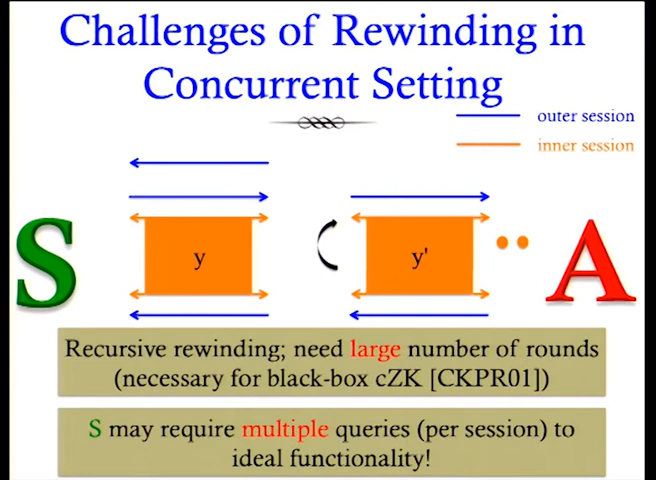 Challenges of Rewinding in
Concurrent Setting
outer session
inner session
S
y
y'
A
Recursive rewinding; need large number of rounds
(necessary for black-box cZK [CKPR01])
S may require multiple queries (per session) to
ideal functionality!